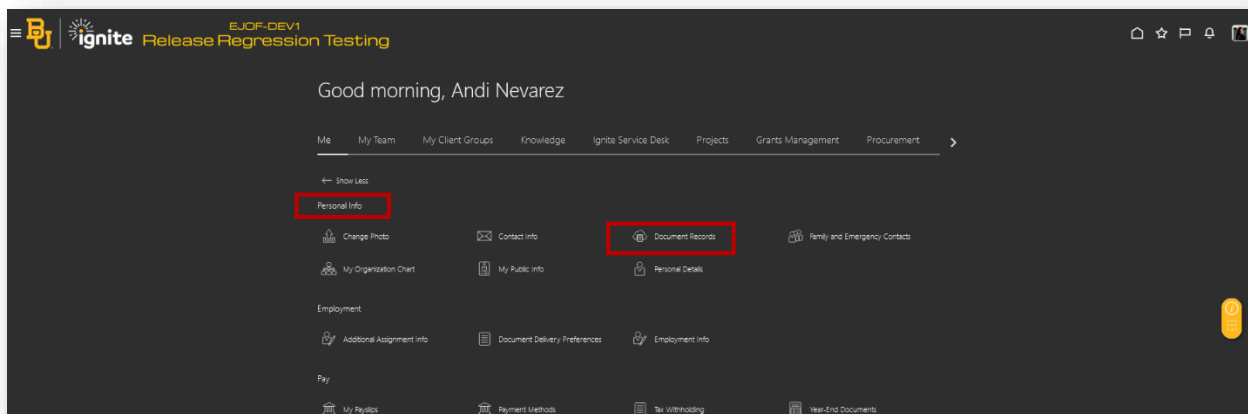 EJOF-DEV1
BU ignite Release Regression Testing
Good morning, Andi Nevarez
Me My Team My Client Groups Knowledge Ignite Service Desk Projects Grants Management Procurement
Show Less
Personal Info
Change Photo Contact Info Document Records Family and Emergency Contacts
My Organization Chart My Public Info Personal Details
Employment
Additional Assignment Info Document Delivery Preferences Employment Info
Pay
My Payslips Payment Methods Tax Withholding Year-End Documents